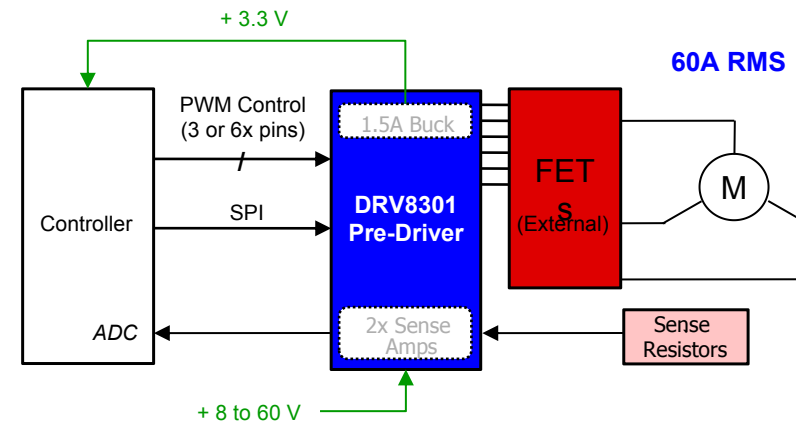 + 3.3 V
60A RMS
PWM Control
(3 or 6x pins)
1.5A Buck
FET
s
(External)
M
DRV8301
Pre-Driver
Controller
SPI
ADC
2x Sense
Amps
Sense
Resistors
+ 8 to 60 V